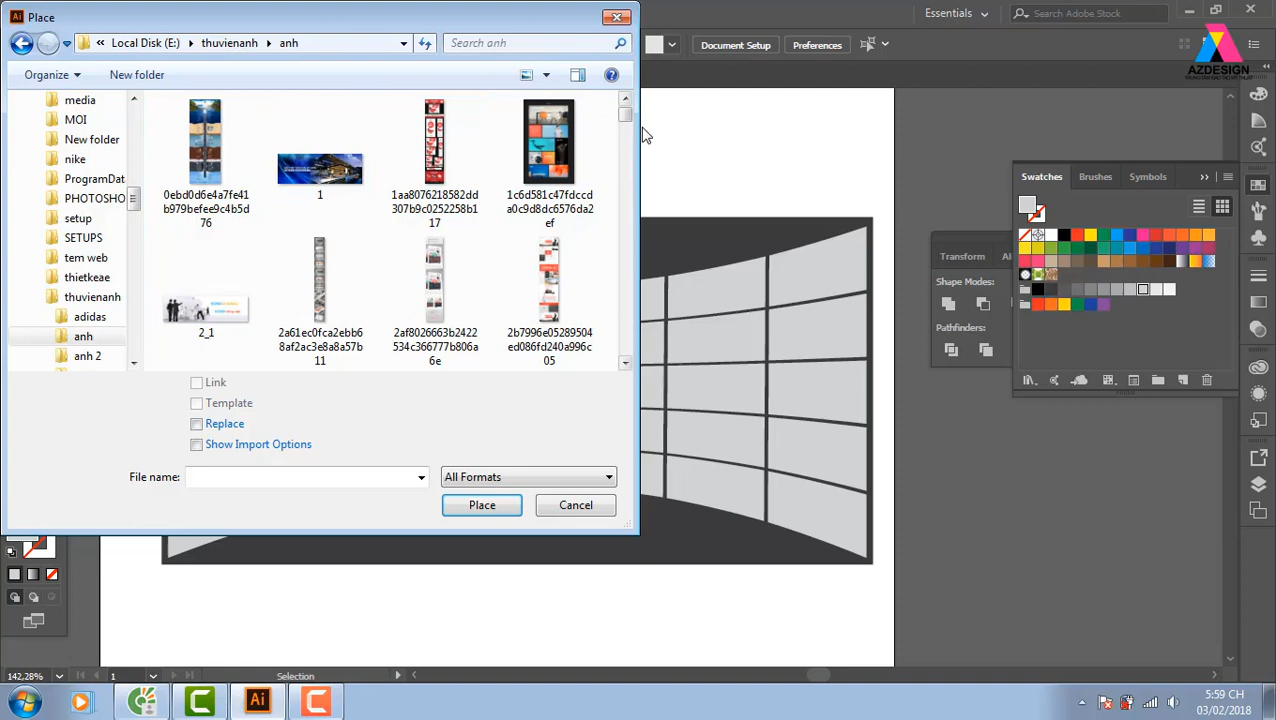 Place
Essentials
Search Adobe Stock
Local Disk (E:)
thuvienanh
anh
Search anh
Document Setup
Preferences
AZDESIGN
Organize
New folder
media
MOI
New folder
nike
ProgramDat
PHOTOSHO
setup
SETUPS
tem web
thietkeae
thuvienanh
adidas
anh
anh 2
0ebd0d6e4a7fe41
b979befee9c4b5d
76
1
1aa8076218582dd
307b9c0252258b1
17
1c6d581c47fdccd
a0c9d8dc6576da2
ef
2_1
2a61ec0fca2ebb6
8af2ac3e8a8a57b
11
2af8026663b2422
534c366777b806a
6e
2b7996e05289504
ed086fd240a996c
05
Link
Template
Replace
Show Import Options
File name:
All Formats
Place
Cancel
Swatches
Brushes
Symbols
Transform
Shape Modes:
Pathfinders:
142,28%
1
Selection
Ai
5:59 CH
03/02/2018